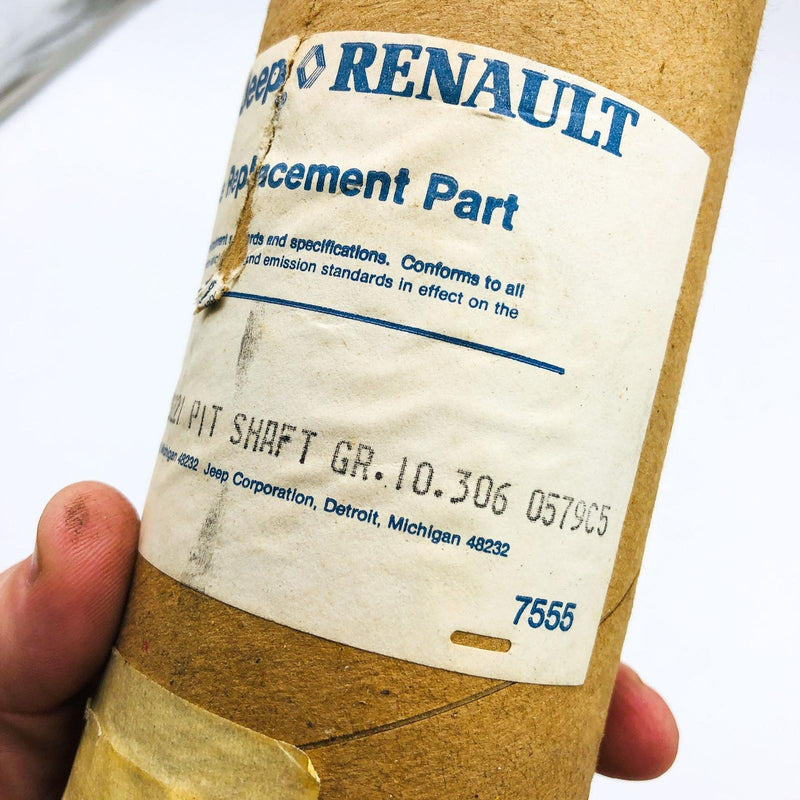 Jeep® RENAULT
Replacement Part
and specifications. Conforms to all
and emission standards in effect on the
PIT SHAFT GR.10.306 0579C5
Michigan 48232 Jeep Corporation, Detroit, Michigan 48232
7555